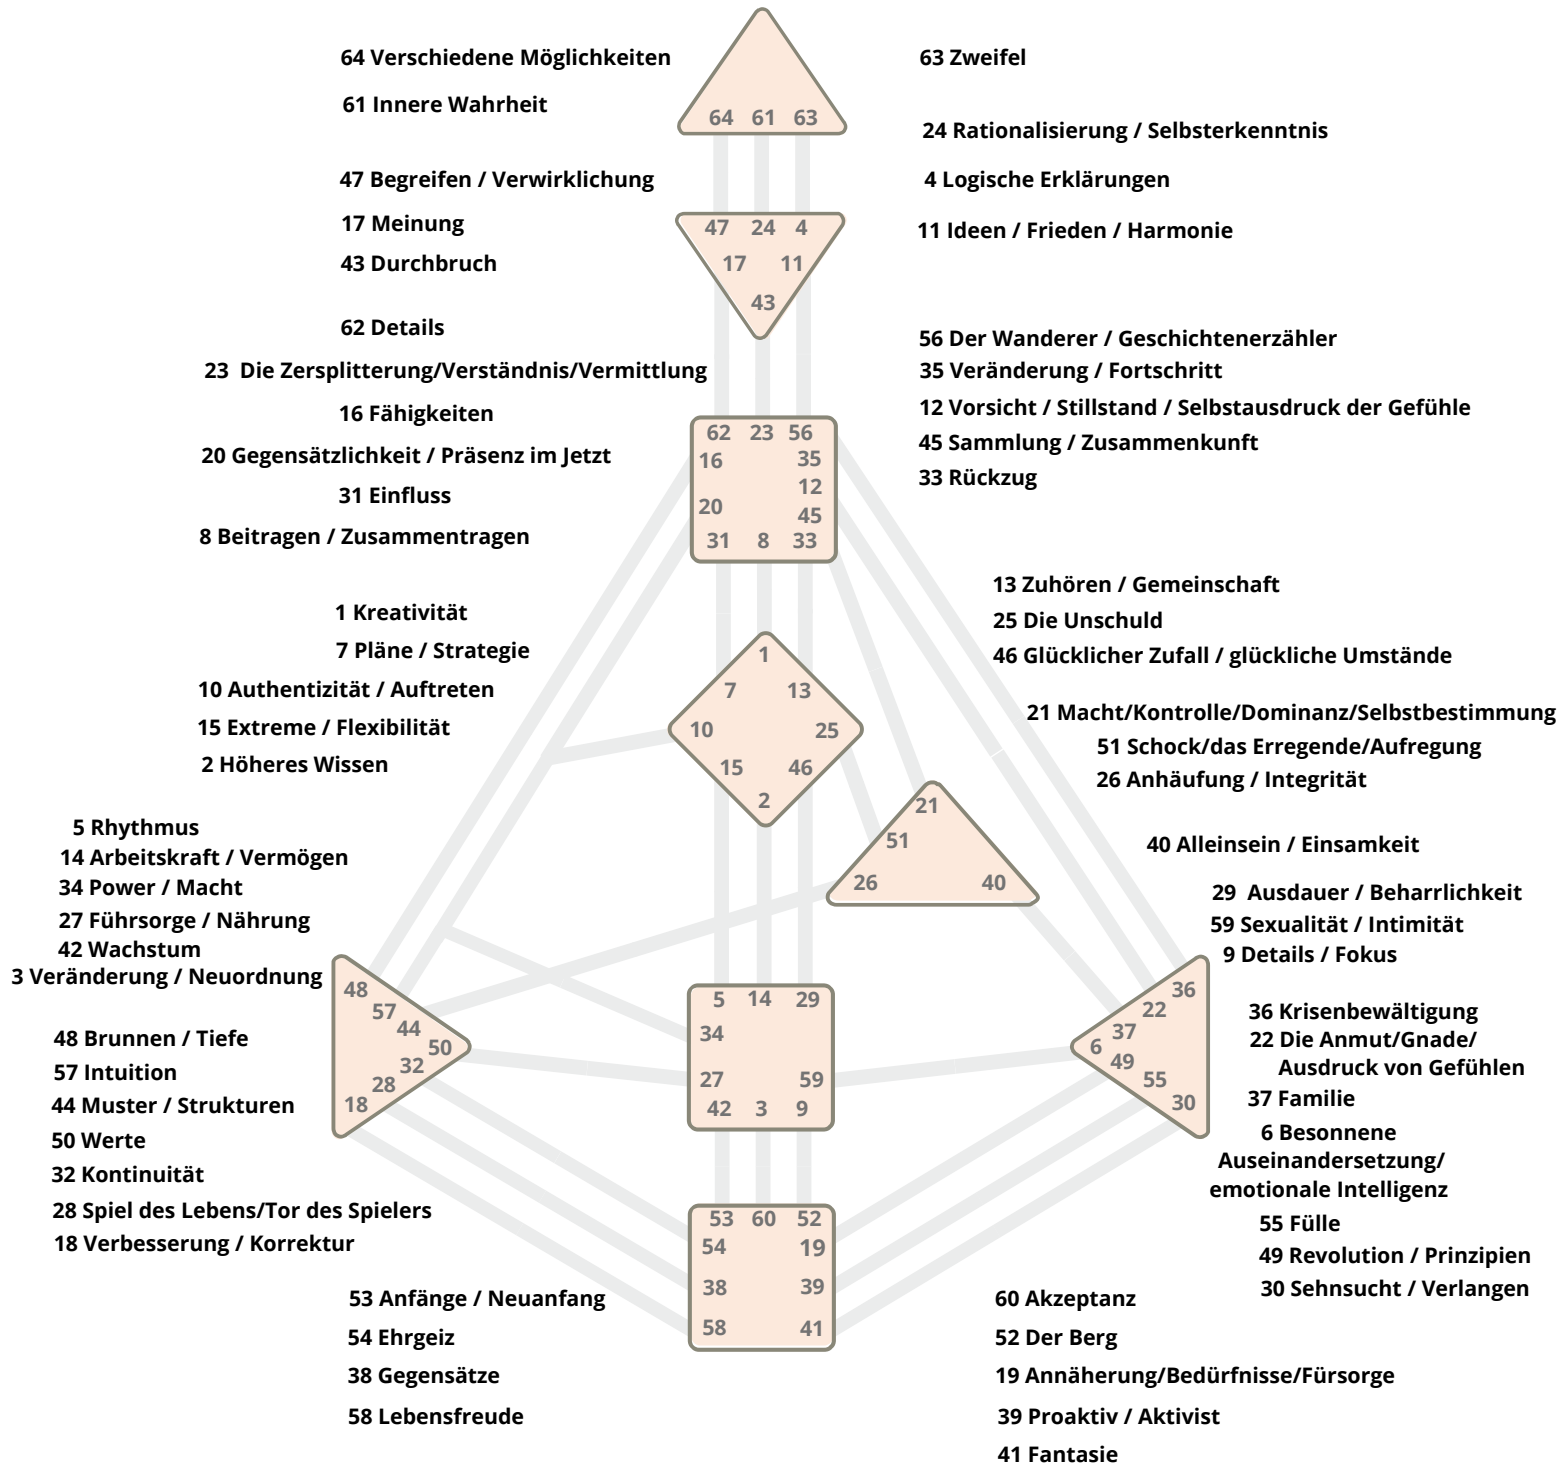 64 Verschiedene Möglichkeiten
63 Zweifel
61 Innere Wahrheit
64 61 63
24 Rationalisierung / Selbsterkenntnis
47 Begreifen / Verwirklichung
4 Logische Erklärungen
17 Meinung
11 Ideen / Frieden / Harmonie
43 Durchbruch
47 24 4
17 11
43
62 Details
56 Der Wanderer / Geschichtenerzähler
23 Die Zersplitterung/Verständnis/Vermittlung
35 Veränderung / Fortschritt
16 Fähigkeiten
12 Vorsicht / Stillstand / Selbstausdruck der Gefühle
20 Gegensätzlichkeit / Präsenz im Jetzt
45 Sammlung / Zusammenkunft
31 Einfluss
33 Rückzug
8 Beitragen / Zusammentragen
62 23 56
16 35
12
20 45
31 8 33
1 Kreativität
7 Pläne / Strategie
10 Authentizität / Auftreten
15 Extreme / Flexibilität
2 Höheres Wissen
1
7 13
10 25
15 46
2
13 Zuhören / Gemeinschaft
25 Die Unschuld
46 Glücklicher Zufall / glückliche Umstände
21 Macht/Kontrolle/Dominanz/Selbstbestimmung
51 Schock/das Erregende/Aufregung
26 Anhäufung / Integrität
40 Alleinsein / Einsamkeit
21
51
26 40
5 Rhythmus
14 Arbeitskraft / Vermögen
34 Power / Macht
27 Führsorge / Nährung
42 Wachstum
3 Veränderung / Neuordnung
29 Ausdauer / Beharrlichkeit
59 Sexualität / Intimität
9 Details / Fokus
48
57
44
50
32
28
18
5 14 29
34
27 59
42 3 9
36
22
37
6
49
55
30
48 Brunnen / Tiefe
57 Intuition
44 Muster / Strukturen
50 Werte
32 Kontinuität
28 Spiel des Lebens/Tor des Spielers
18 Verbesserung / Korrektur
36 Krisenbewältigung
22 Die Anmut/Gnade/
Ausdruck von Gefühlen
37 Familie
6 Besonnene
Auseinandersetzung/
emotionale Intelligenz
55 Fülle
49 Revolution / Prinzipien
30 Sehnsucht / Verlangen
53 60 52
54 19
38 39
58 41
53 Anfänge / Neuanfang
54 Ehrgeiz
38 Gegensätze
58 Lebensfreude
60 Akzeptanz
52 Der Berg
19 Annäherung/Bedürfnisse/Fürsorge
39 Proaktiv / Aktivist
41 Fantasie